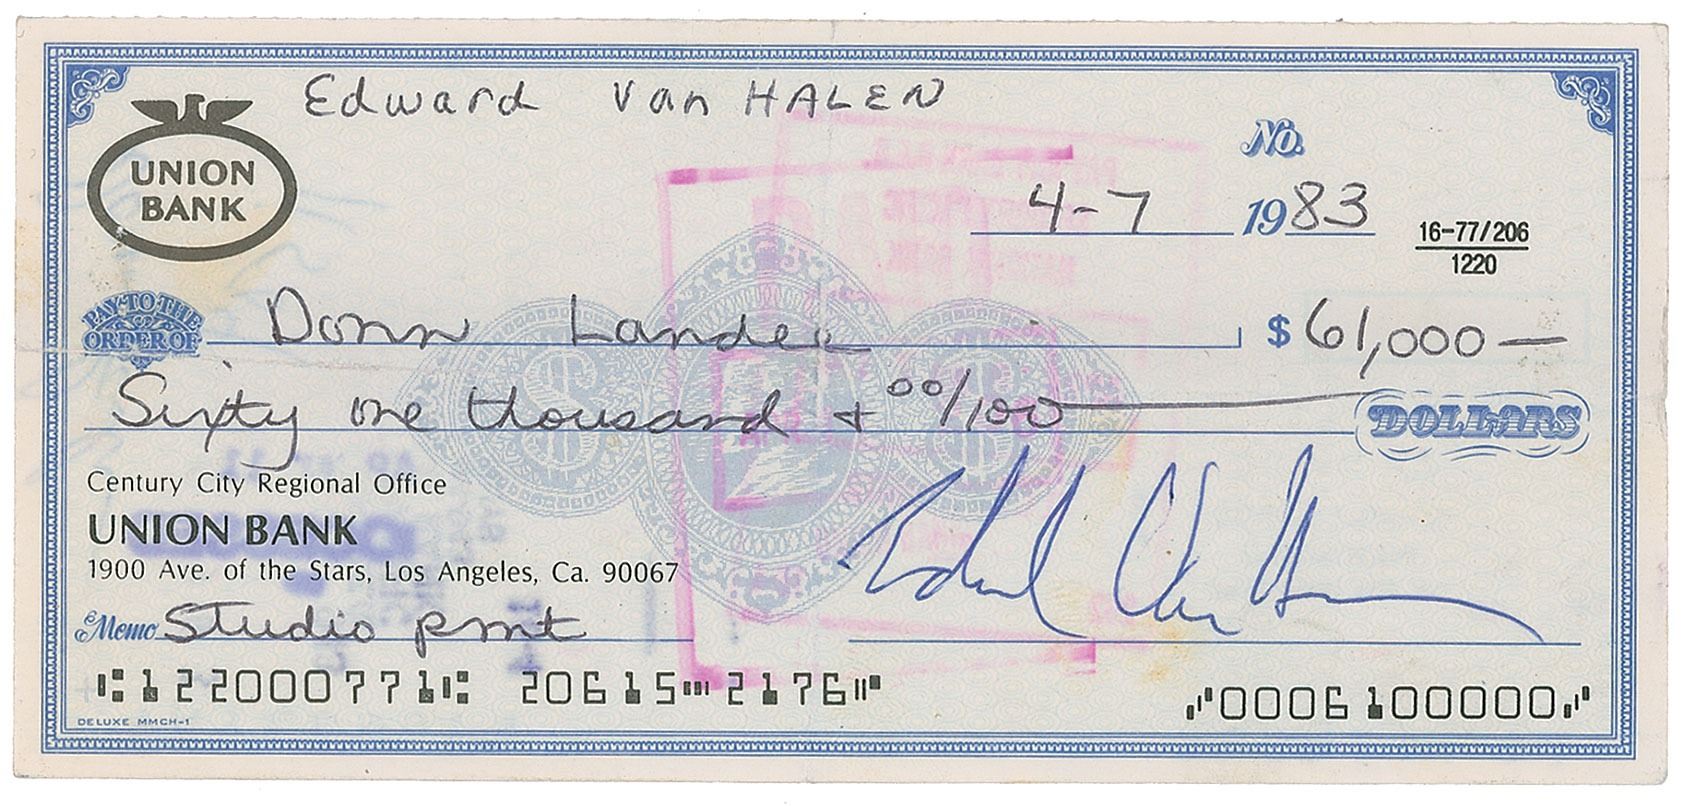 Edward Van HALEN
UNION
BANK
No.
4-7 1983
16-77/206
1220
PAY TO THE
ORDER OF
Donn Landee $ 61,000 —
Sixty one thousand + 00/100 DOLLARS
Century City Regional Office
UNION BANK
1900 Ave. of the Stars, Los Angeles, Ca. 90067
Memo Studio pmt
Edward Van H
⑆122000771⑆ 20615⑉2176⑈ ⑇0006100000⑇
DELUXE MMCH-1